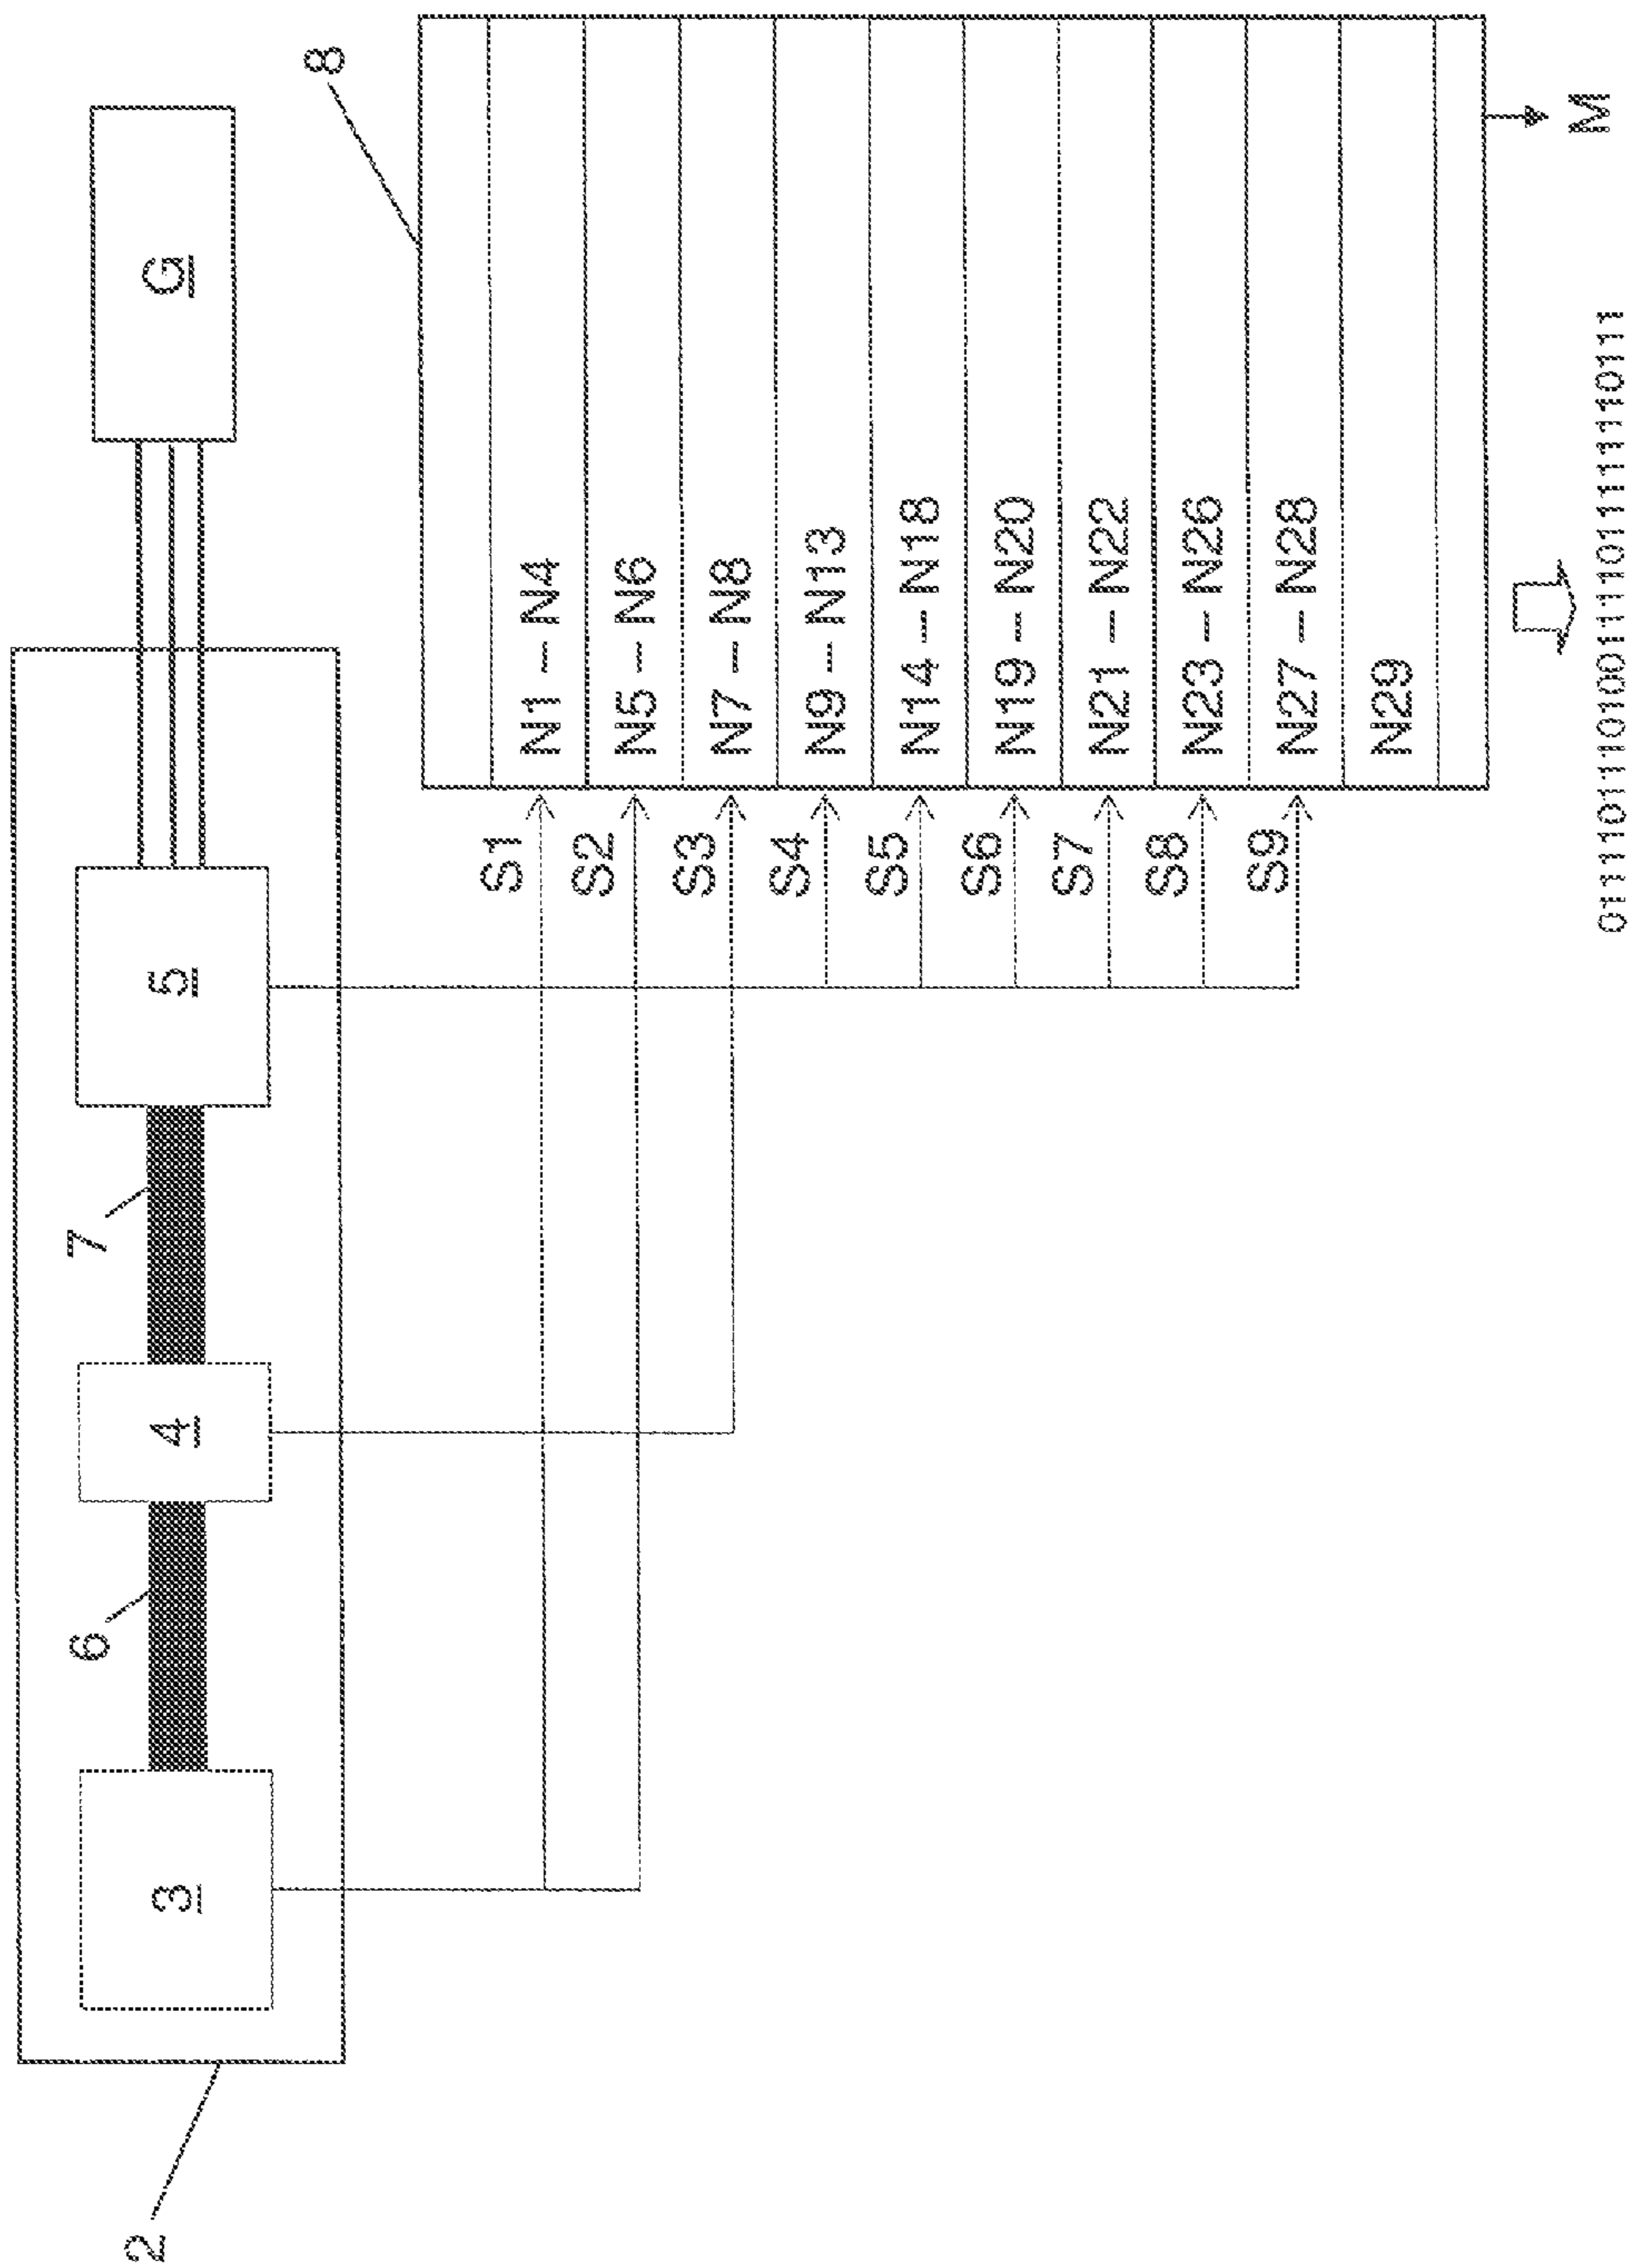 2
3
6
4
7
5
G
8
S1
N1 – N4
S2
N5 – N6
S3
N7 – N8
S4
N9 – N13
S5
N14 – N18
S6
N19 – N20
S7
N21 – N22
S8
N23 – N26
S9
N27 – N28
N29
M